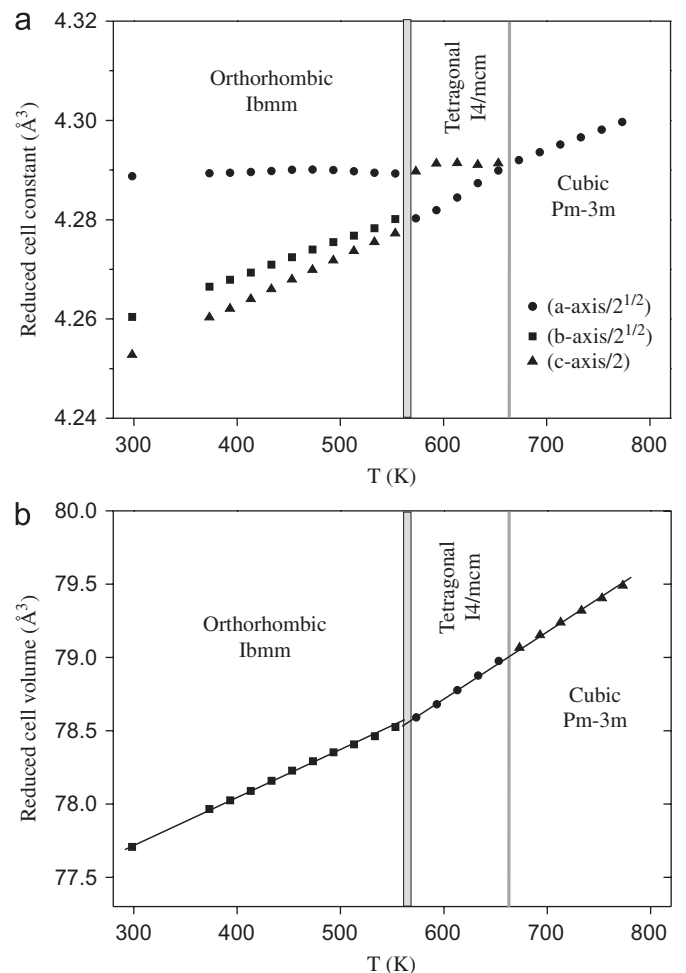 a
4.32
4.30
4.28
4.26
4.24
Reduced cell constant (Å³)
Orthorhombic
Ibmm
Tetragonal
I4/mcm
Cubic
Pm-3m
(a-axis/2^{1/2})
(b-axis/2^{1/2})
(c-axis/2)
300 400 500 600 700 800
T (K)
b
80.0
79.5
79.0
78.5
78.0
77.5
Reduced cell volume (Å³)
Orthorhombic
Ibmm
Tetragonal
I4/mcm
Cubic
Pm-3m
300 400 500 600 700 800
T (K)